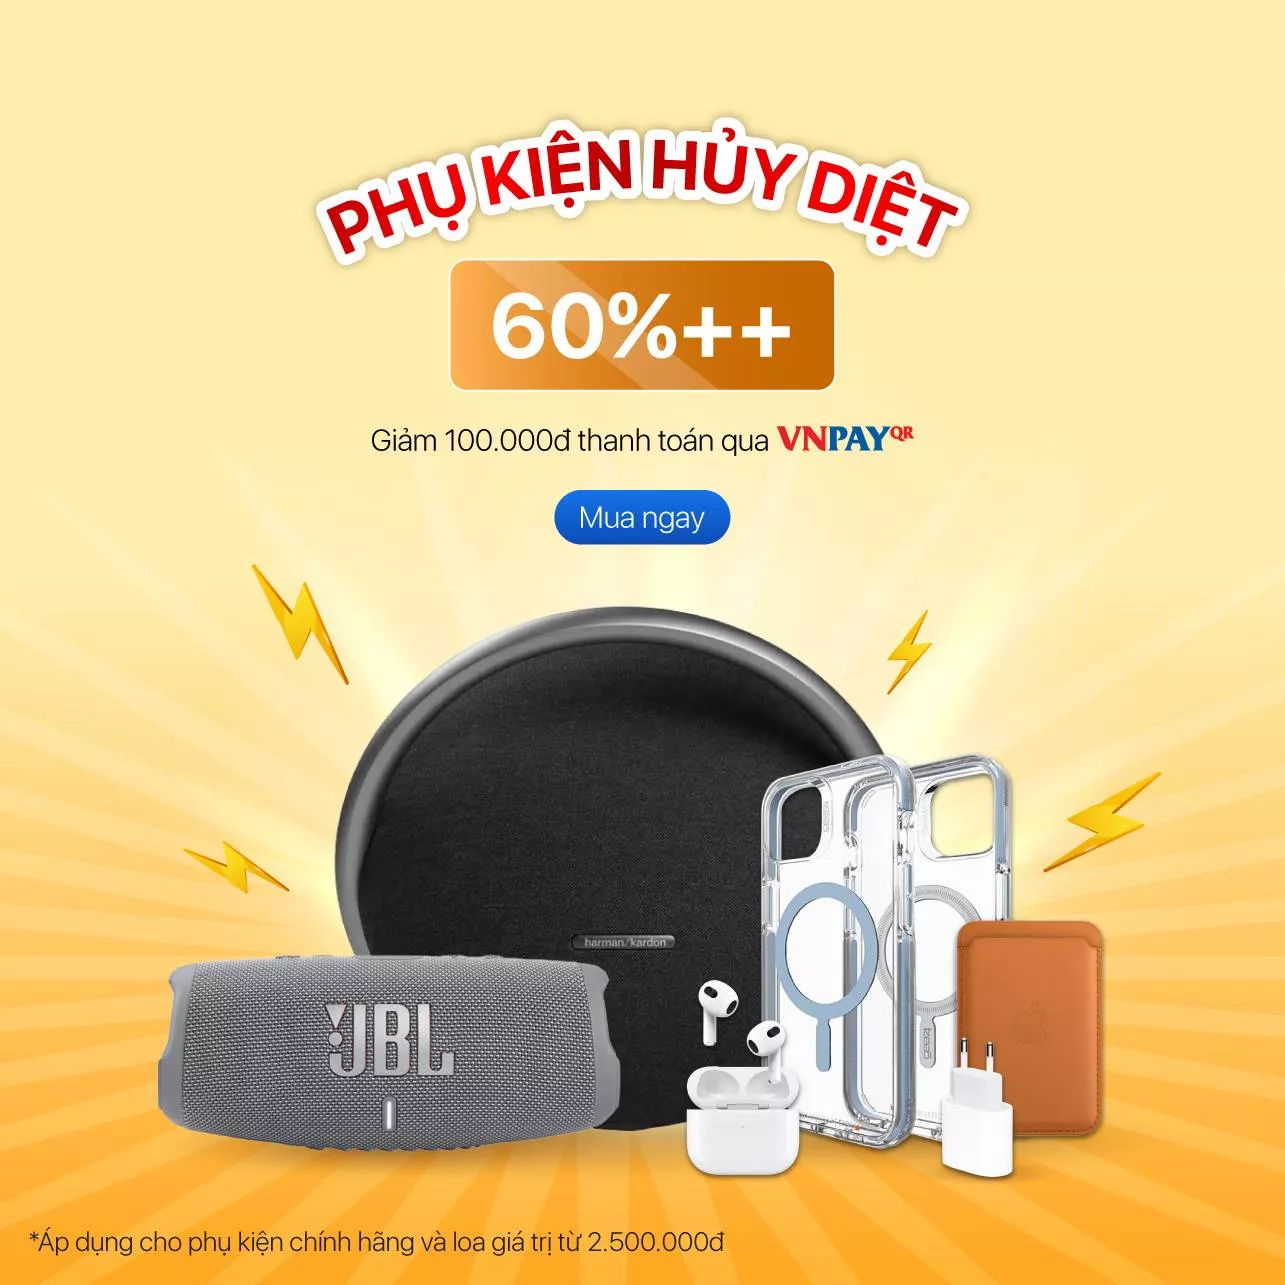 PHỤ KIỆN HỦY DIỆT
60%++
Giảm 100.000đ thanh toán qua VNPAYQR
Mua ngay
harman/kardon
JBL
gear4
*Áp dụng cho phụ kiện chính hãng và loa giá trị từ 2.500.000đ